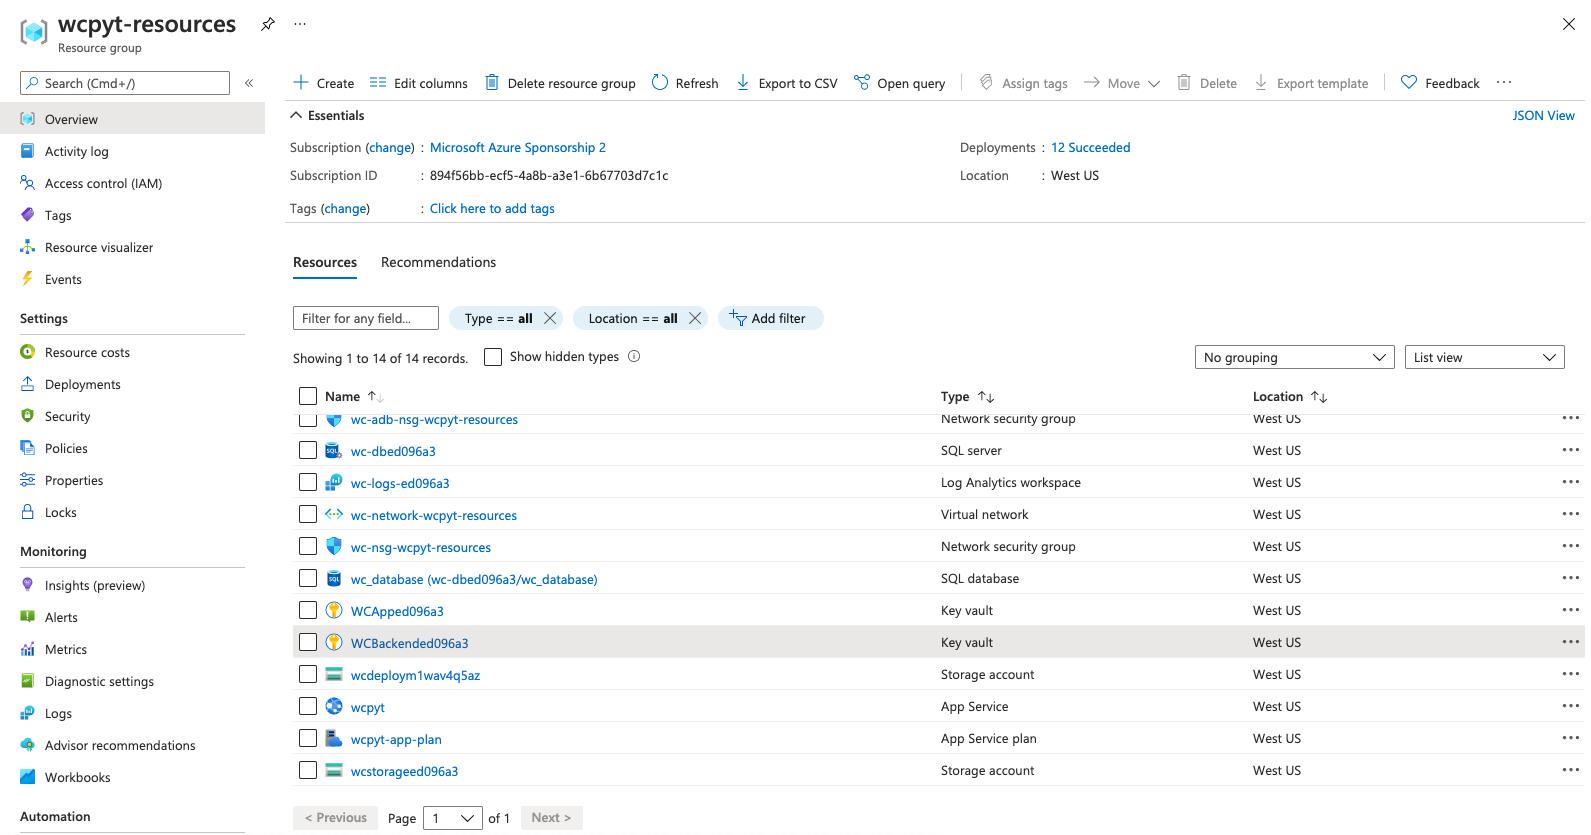 wcpyt-resources
Resource group
Search (Cmd+/)
Overview
Activity log
Access control (IAM)
Tags
Resource visualizer
Events
Settings
Resource costs
Deployments
Security
Policies
Properties
Locks
Monitoring
Insights (preview)
Alerts
Metrics
Diagnostic settings
Logs
Advisor recommendations
Workbooks
Automation
Create Edit columns Delete resource group Refresh Export to CSV Open query Assign tags Move Delete Export template Feedback
Essentials JSON View
Subscription (change) : Microsoft Azure Sponsorship 2 Deployments : 12 Succeeded
Subscription ID : 894f56bb-ecf5-4a8b-a3e1-6b67703d7c1c Location : West US
Tags (change) : Click here to add tags
Resources Recommendations
Filter for any field... Type == all Location == all Add filter
Showing 1 to 14 of 14 records. Show hidden types No grouping List view
Name Type Location
wc-adb-nsg-wcpyt-resources Network security group West US
SQL wc-dbed096a3 SQL server West US
wc-logs-ed096a3 Log Analytics workspace West US
wc-network-wcpyt-resources Virtual network West US
wc-nsg-wcpyt-resources Network security group West US
SQL wc_database (wc-dbed096a3/wc_database) SQL database West US
WCApped096a3 Key vault West US
WCBackended096a3 Key vault West US
wcdeploym1wav4q5az Storage account West US
wcpyt App Service West US
wcpyt-app-plan App Service plan West US
wcstorageed096a3 Storage account West US
< Previous Page 1 of 1 Next >